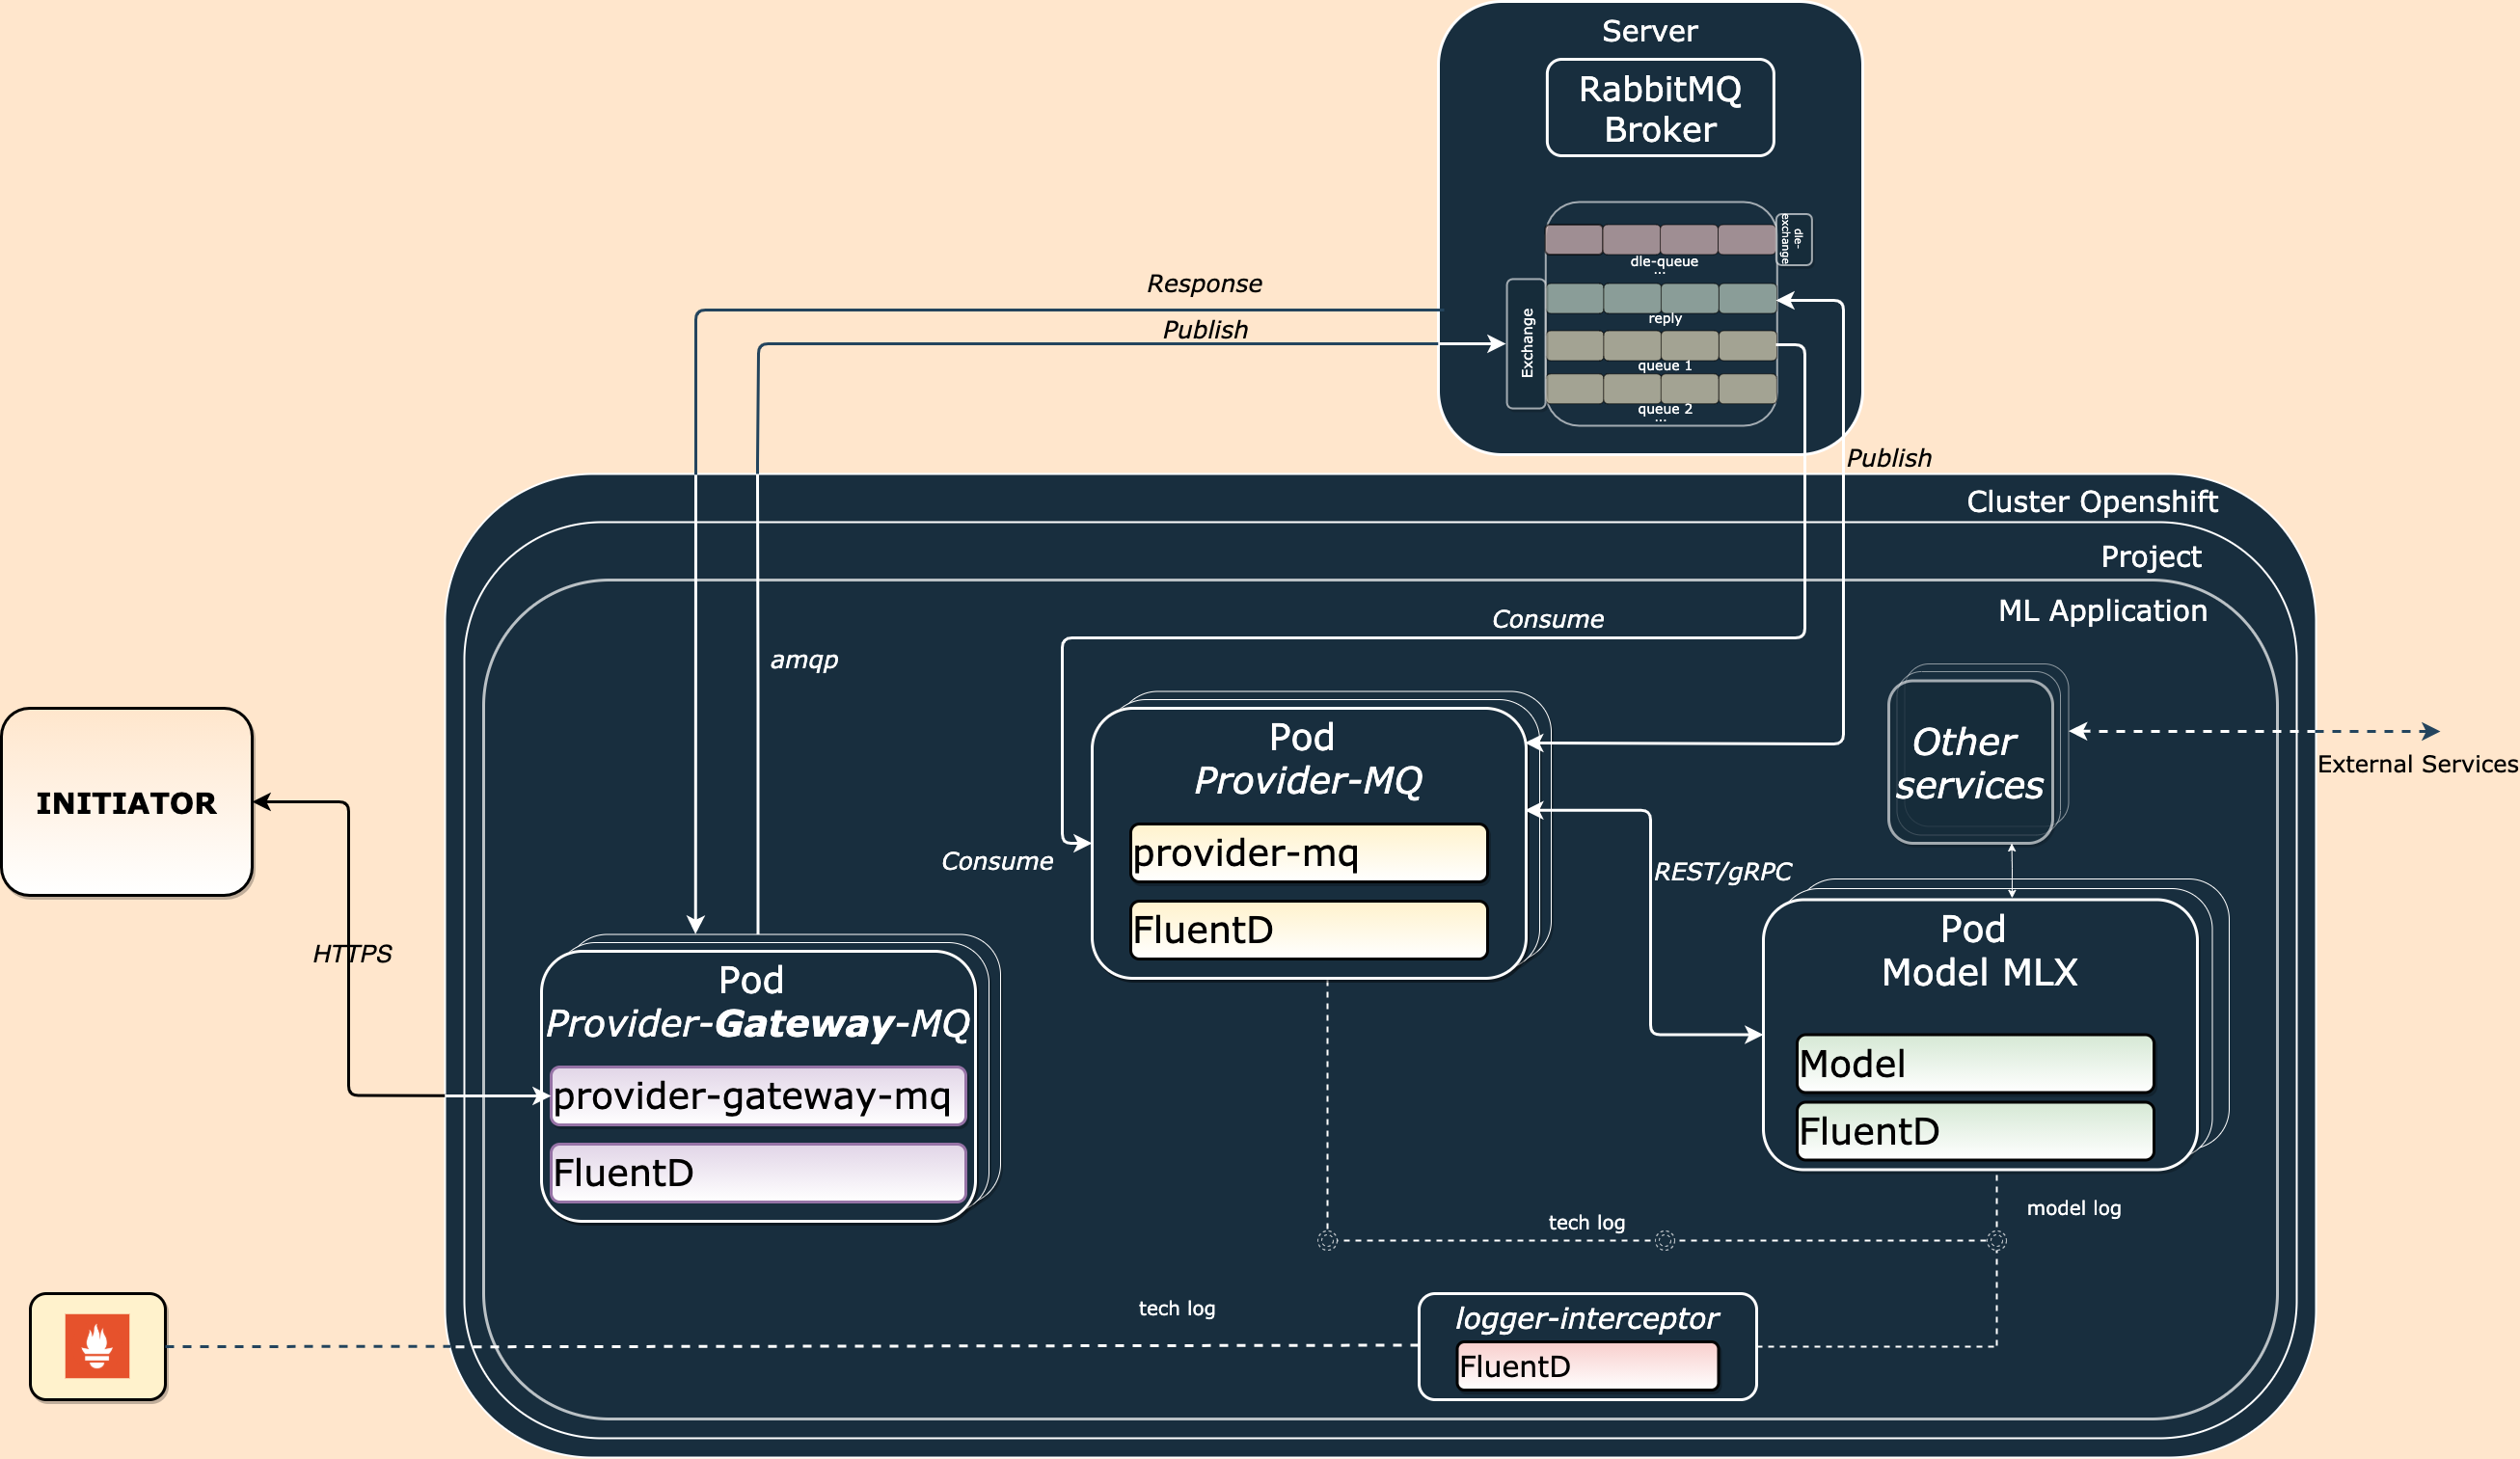 Server
RabbitMQ
Broker
dle-
exchange
dle-queue
...
Exchange
reply
queue 1
queue 2
...
Response
Publish
Publish
Cluster Openshift
Project
ML Application
Consume
amqp
Other
services
External Services
Pod
Provider-MQ
provider-mq
FluentD
Consume
REST/gRPC
INITIATOR
HTTPS
Pod
Provider-Gateway-MQ
provider-gateway-mq
FluentD
Pod
Model MLX
Model
FluentD
model log
tech log
tech log
logger-interceptor
FluentD